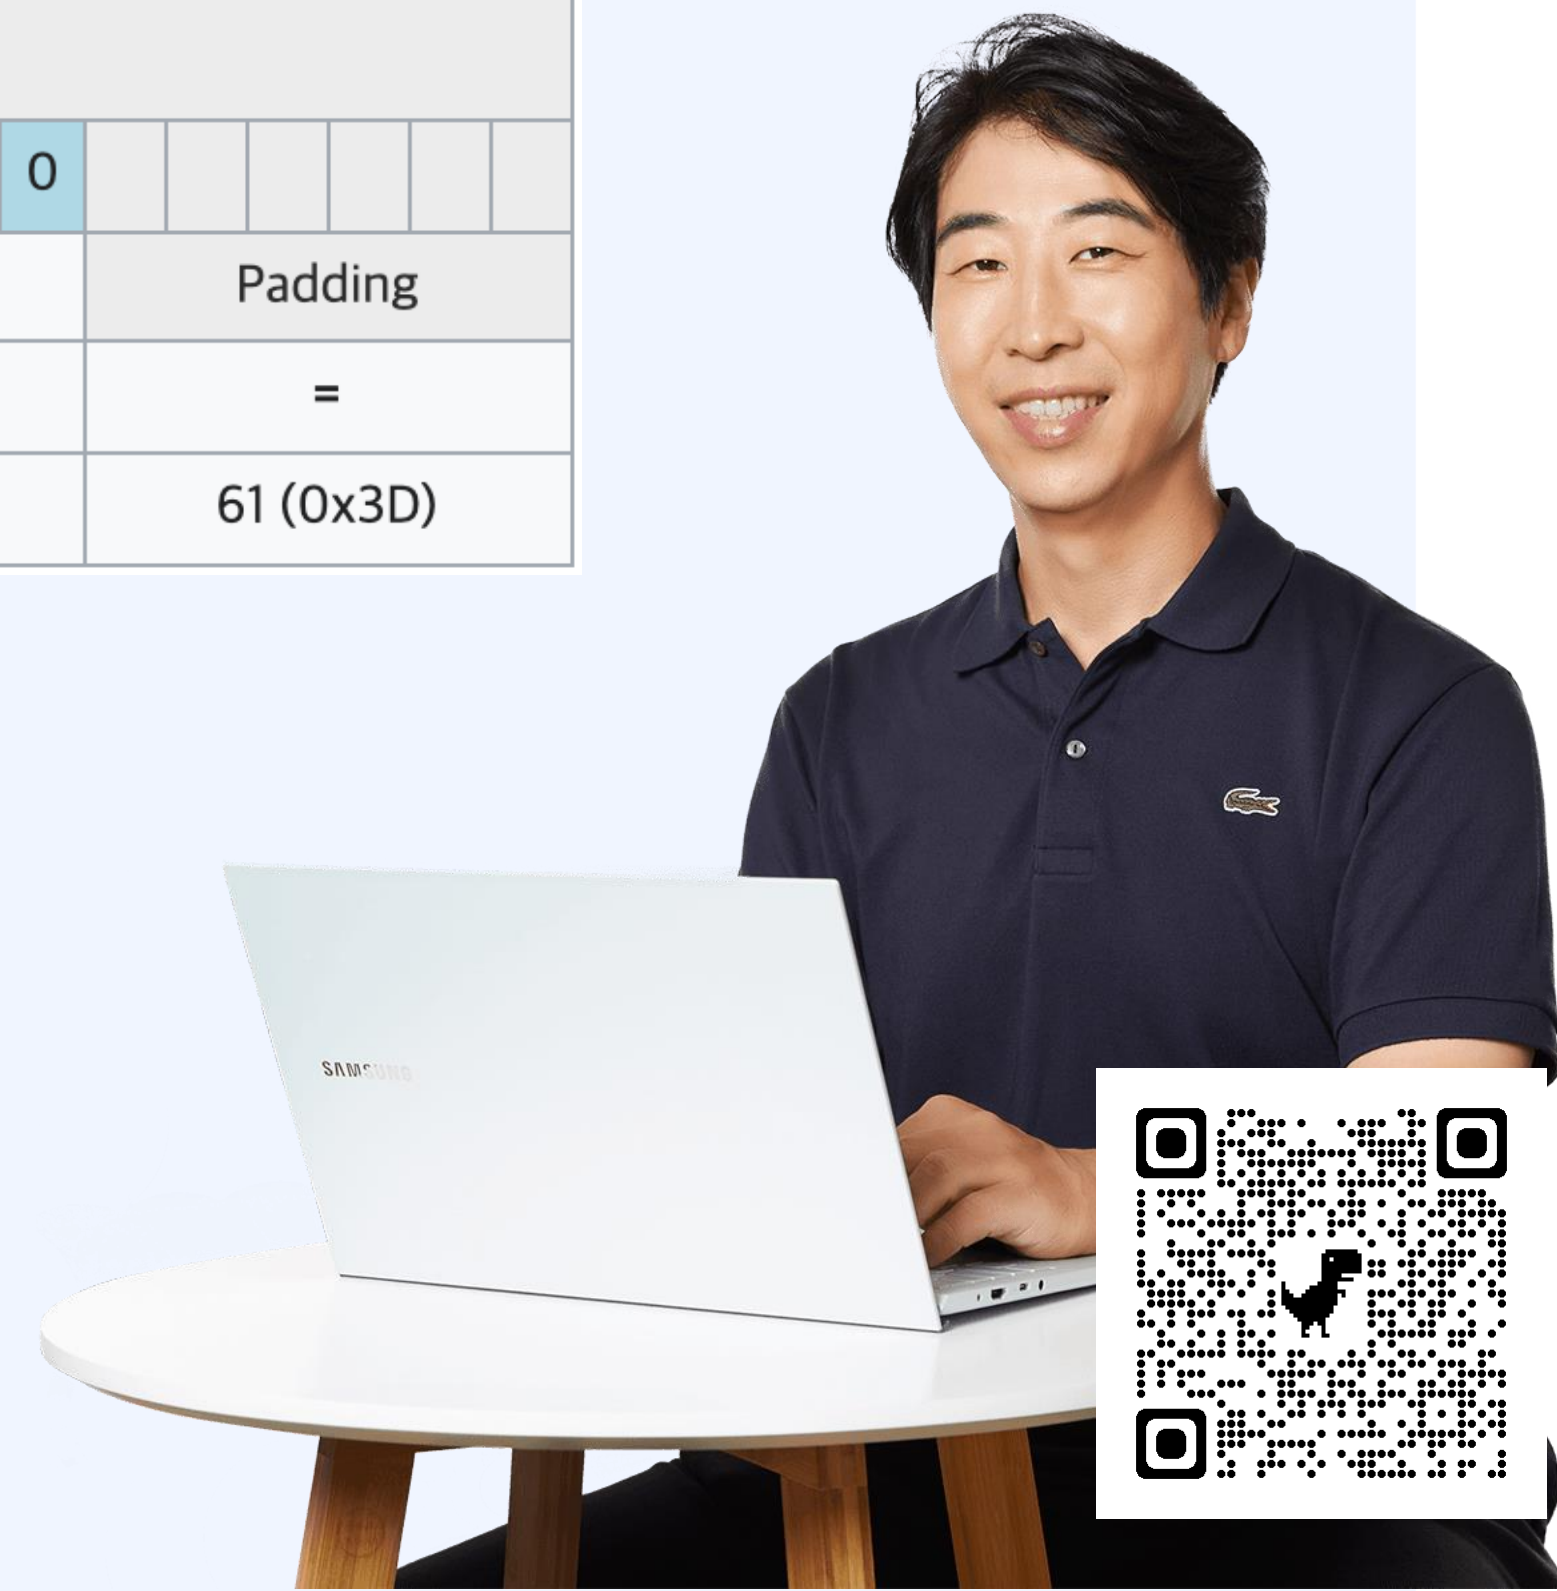 0
Padding
=
61 (0x3D)
SAMSUNG